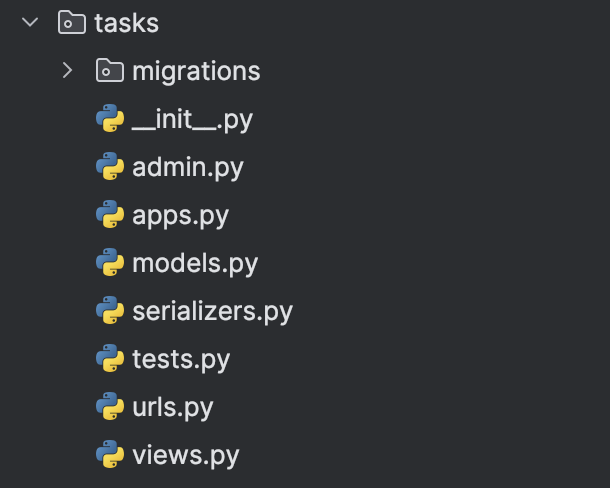 tasks
migrations
__init__.py
admin.py
apps.py
models.py
serializers.py
tests.py
urls.py
views.py